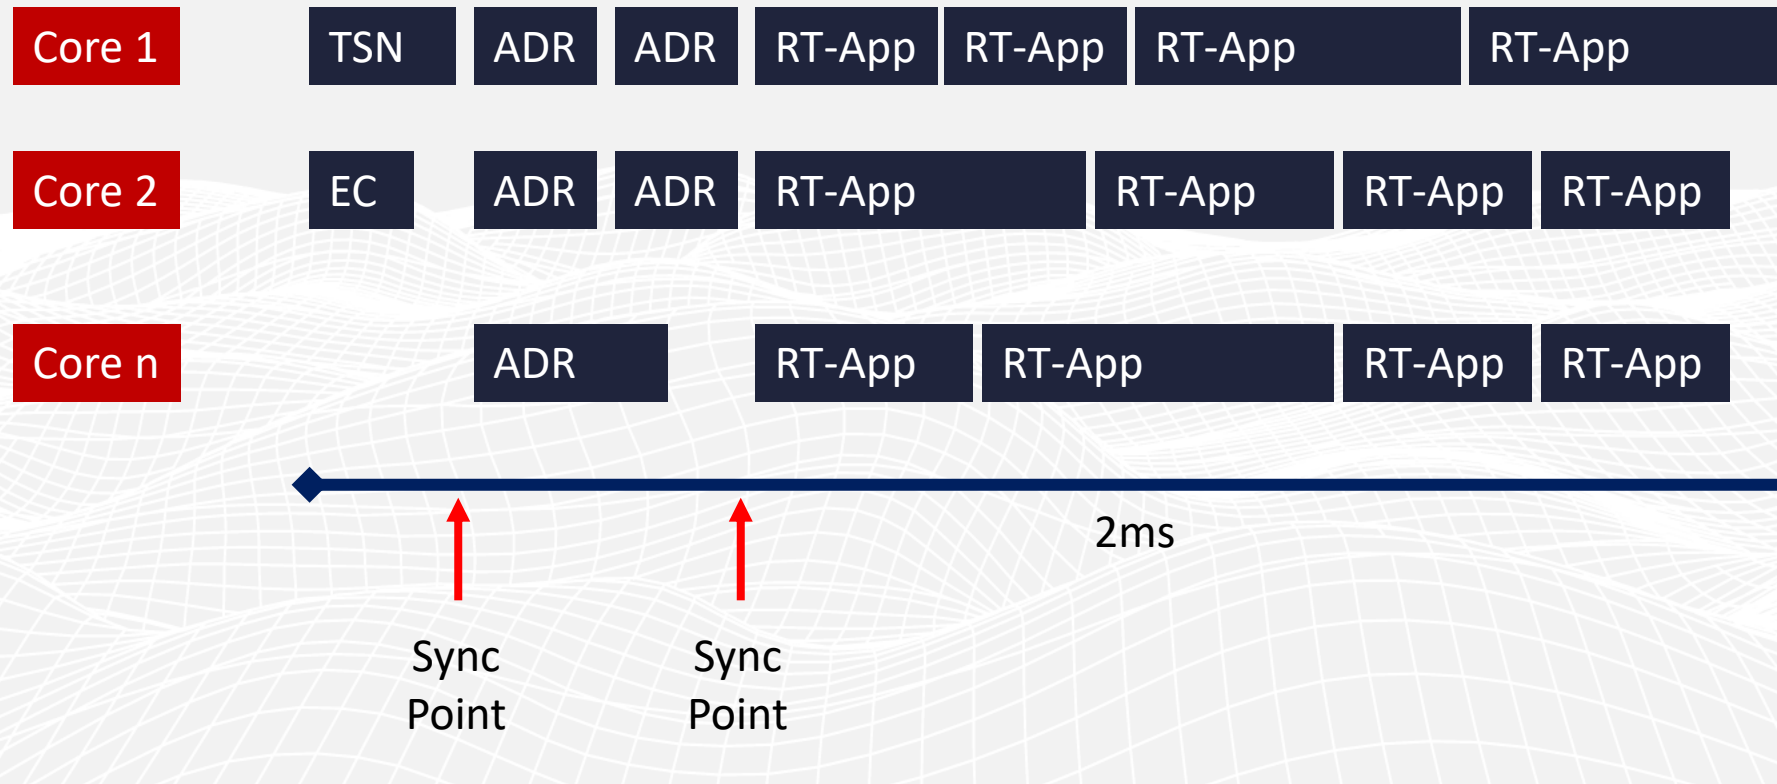 Core 1 TSN ADR ADR RT-App RT-App RT-App RT-App
Core 2 EC ADR ADR RT-App RT-App RT-App RT-App
Core n ADR RT-App RT-App RT-App RT-App
2ms
Sync Sync
Point Point